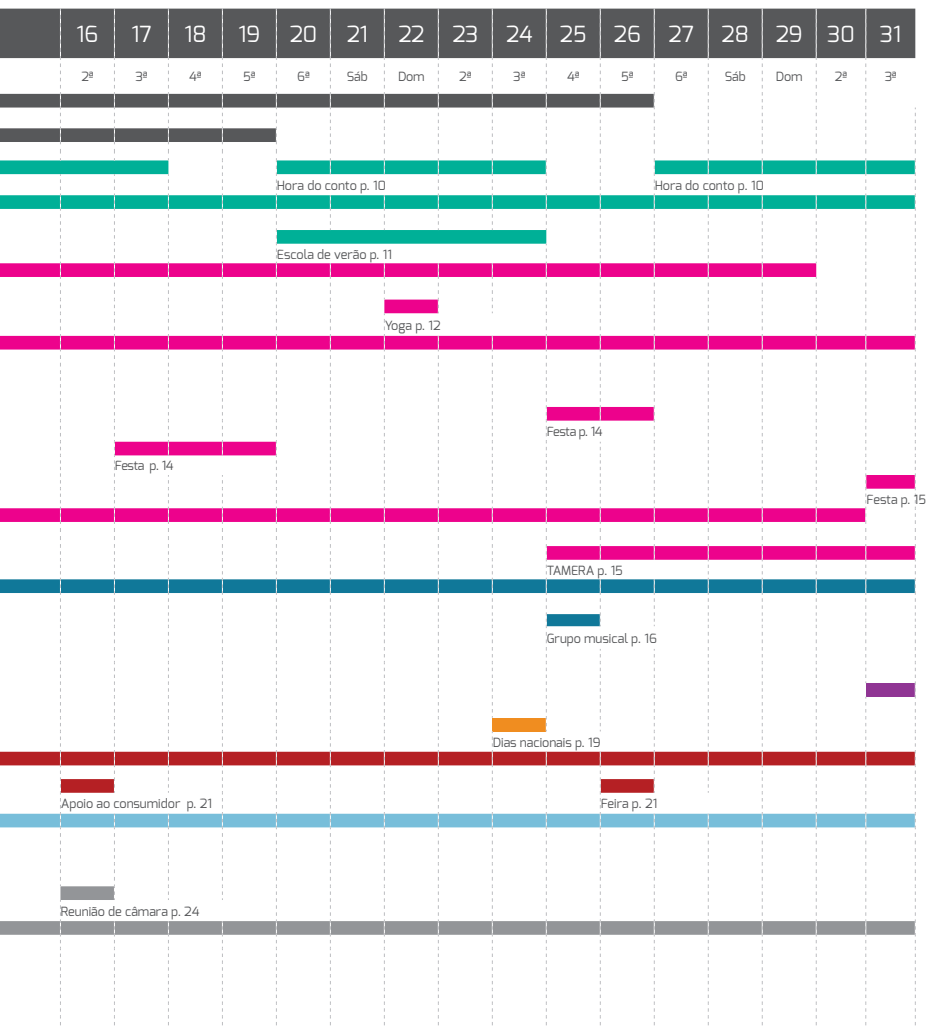 16 17 18 19 20 21 22 23 24 25 26 27 28 29 30 31
2ª 3ª 4ª 5ª 6ª Sáb Dom 2ª 3ª 4ª 5ª 6ª Sáb Dom 2ª 3ª
Hora do conto p. 10 Hora do conto p. 10
Escola de verão p. 11
Yoga p. 12
Festa p. 14
Festa p. 14
Festa p. 15
TAMERA p. 15
Grupo musical p. 16
Dias nacionais p. 19
Apoio ao consumidor p. 21 Feira p. 21
Reunião de câmara p. 24